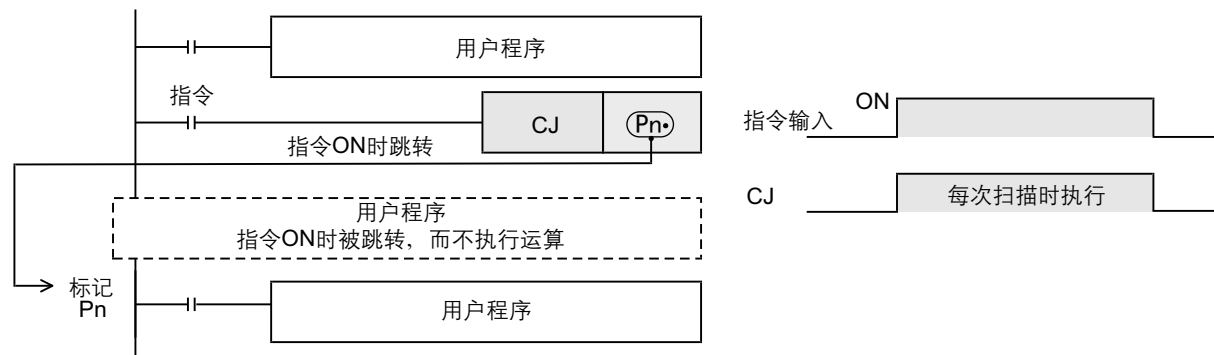 用户程序
指令
CJ
Pn•
指令ON时跳转
用户程序
指令ON时被跳转，而不执行运算
标记
Pn
用户程序
指令输入
ON
CJ
每次扫描时执行